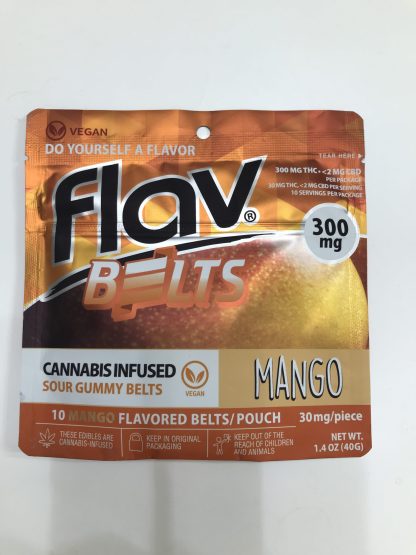 VEGAN
DO YOURSELF A FLAVOR
TEAR HERE
300 MG THC • <2 MG CBD
PER PACKAGE
30 MG THC, <2 MG CBD PER SERVING
10 SERVINGS PER PACKAGE
flav®
300
mg
BELTS
CANNABIS INFUSED
SOUR GUMMY BELTS
VEGAN
MANGO
10 MANGO FLAVORED BELTS/POUCH
30mg/piece
THESE EDIBLES ARE
CANNABIS-INFUSED
KEEP IN ORIGINAL
PACKAGING
KEEP OUT OF THE
REACH OF CHILDREN
AND ANIMALS
NET WT.
1.4 OZ (40G)